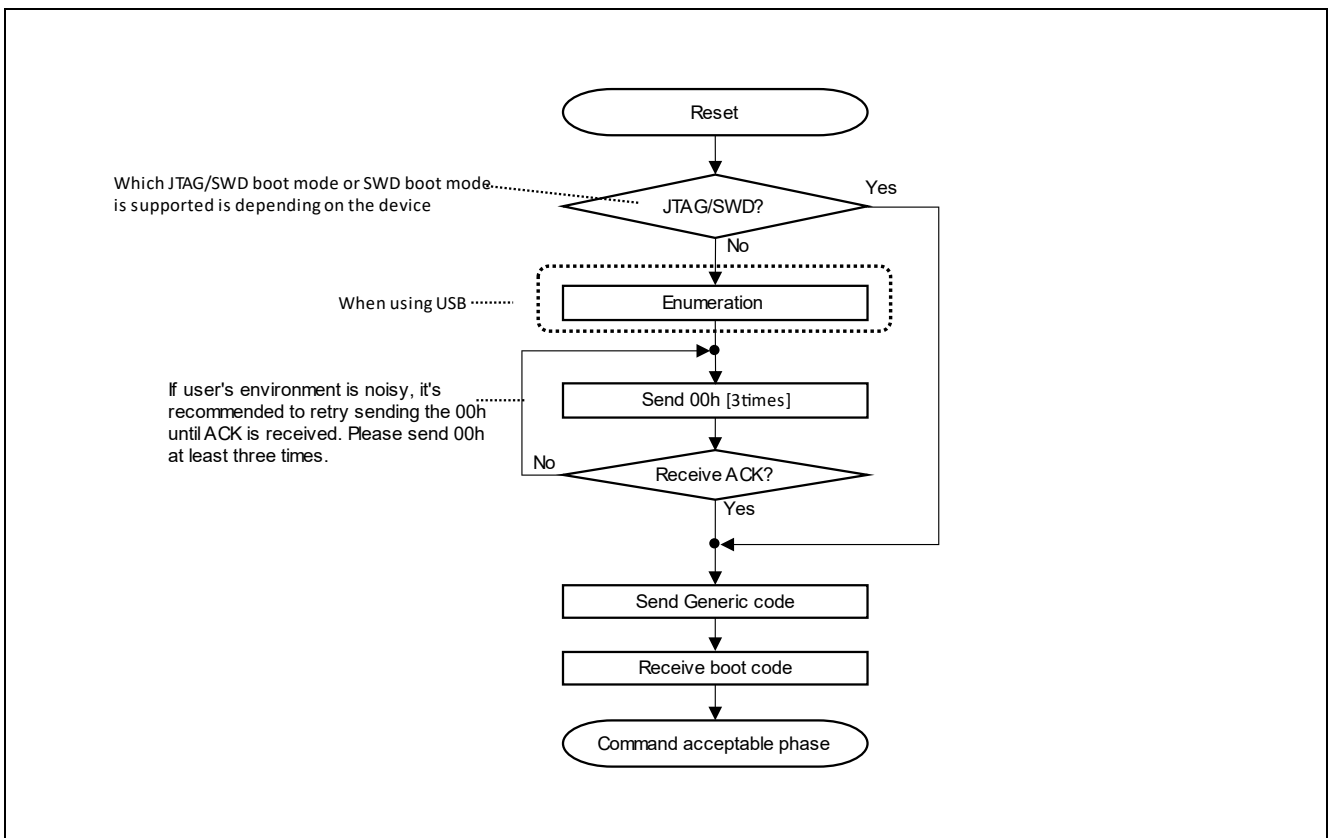 Reset
Which JTAG/SWD boot mode or SWD boot mode
is supported is depending on the device
JTAG/SWD?
Yes
No
When using USB
Enumeration
If user's environment is noisy, it's
recommended to retry sending the 00h
until ACK is received. Please send 00h
at least three times.
Send 00h [3times]
No
Receive ACK?
Yes
Send Generic code
Receive boot code
Command acceptable phase